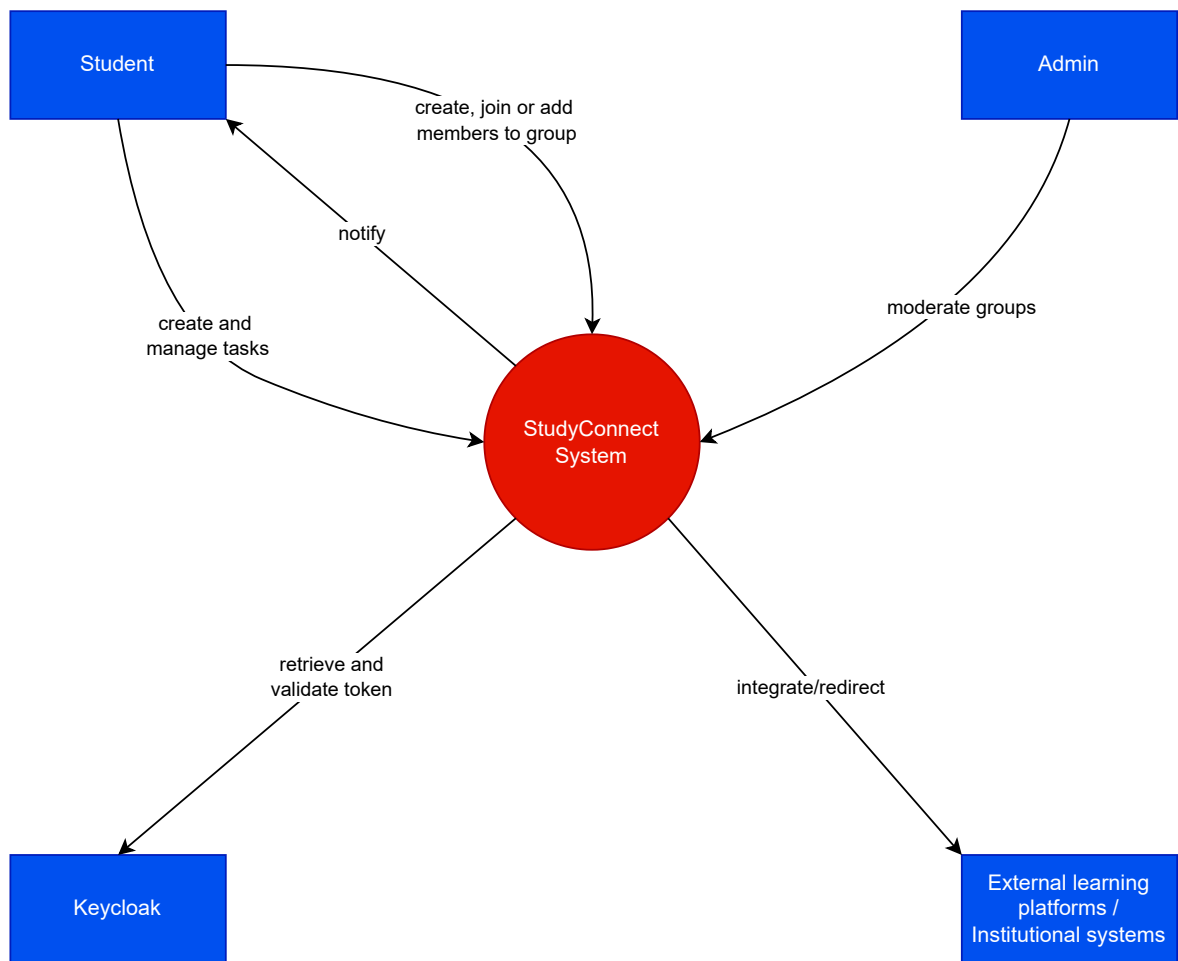 Student
Admin
create, join or add
members to group
notify
moderate groups
create and
manage tasks
StudyConnect
System
retrieve and
validate token
integrate/redirect
Keycloak
External learning
platforms /
Institutional systems